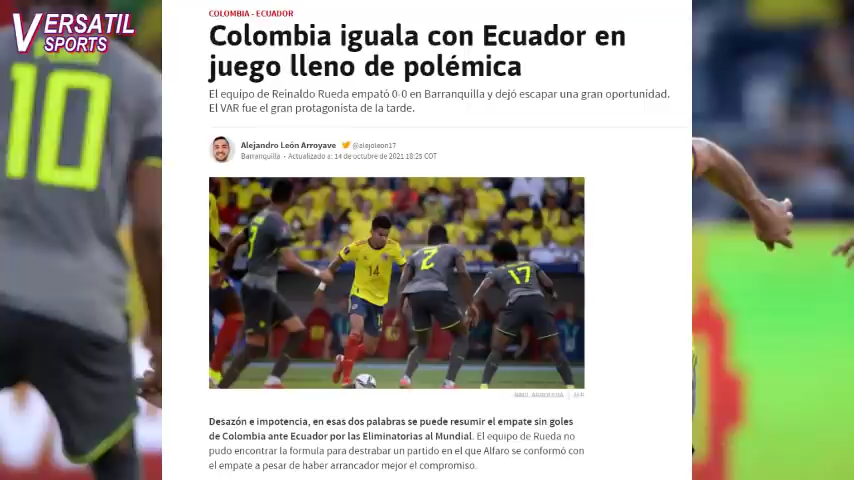 VERSATIL
SPORTS
10
COLOMBIA - ECUADOR
Colombia iguala con Ecuador en
juego lleno de polémica
El equipo de Reinaldo Rueda empató 0-0 en Barranquilla y dejó escapar una gran oportunidad.
El VAR fue el gran protagonista de la tarde.
Alejandro León Arroyave @alejoleon17
Barranquilla - Actualizado a: 14 de octubre de 2021 18:25 COT
7
14
2
17
Desazón e impotencia, en esas dos palabras se puede resumir el empate sin goles
de Colombia ante Ecuador por las Eliminatorias al Mundial. El equipo de Rueda no
pudo encontrar la formula para destrabar un partido en el que Alfaro se conformó con
el empate a pesar de haber arrancador mejor el compromiso.